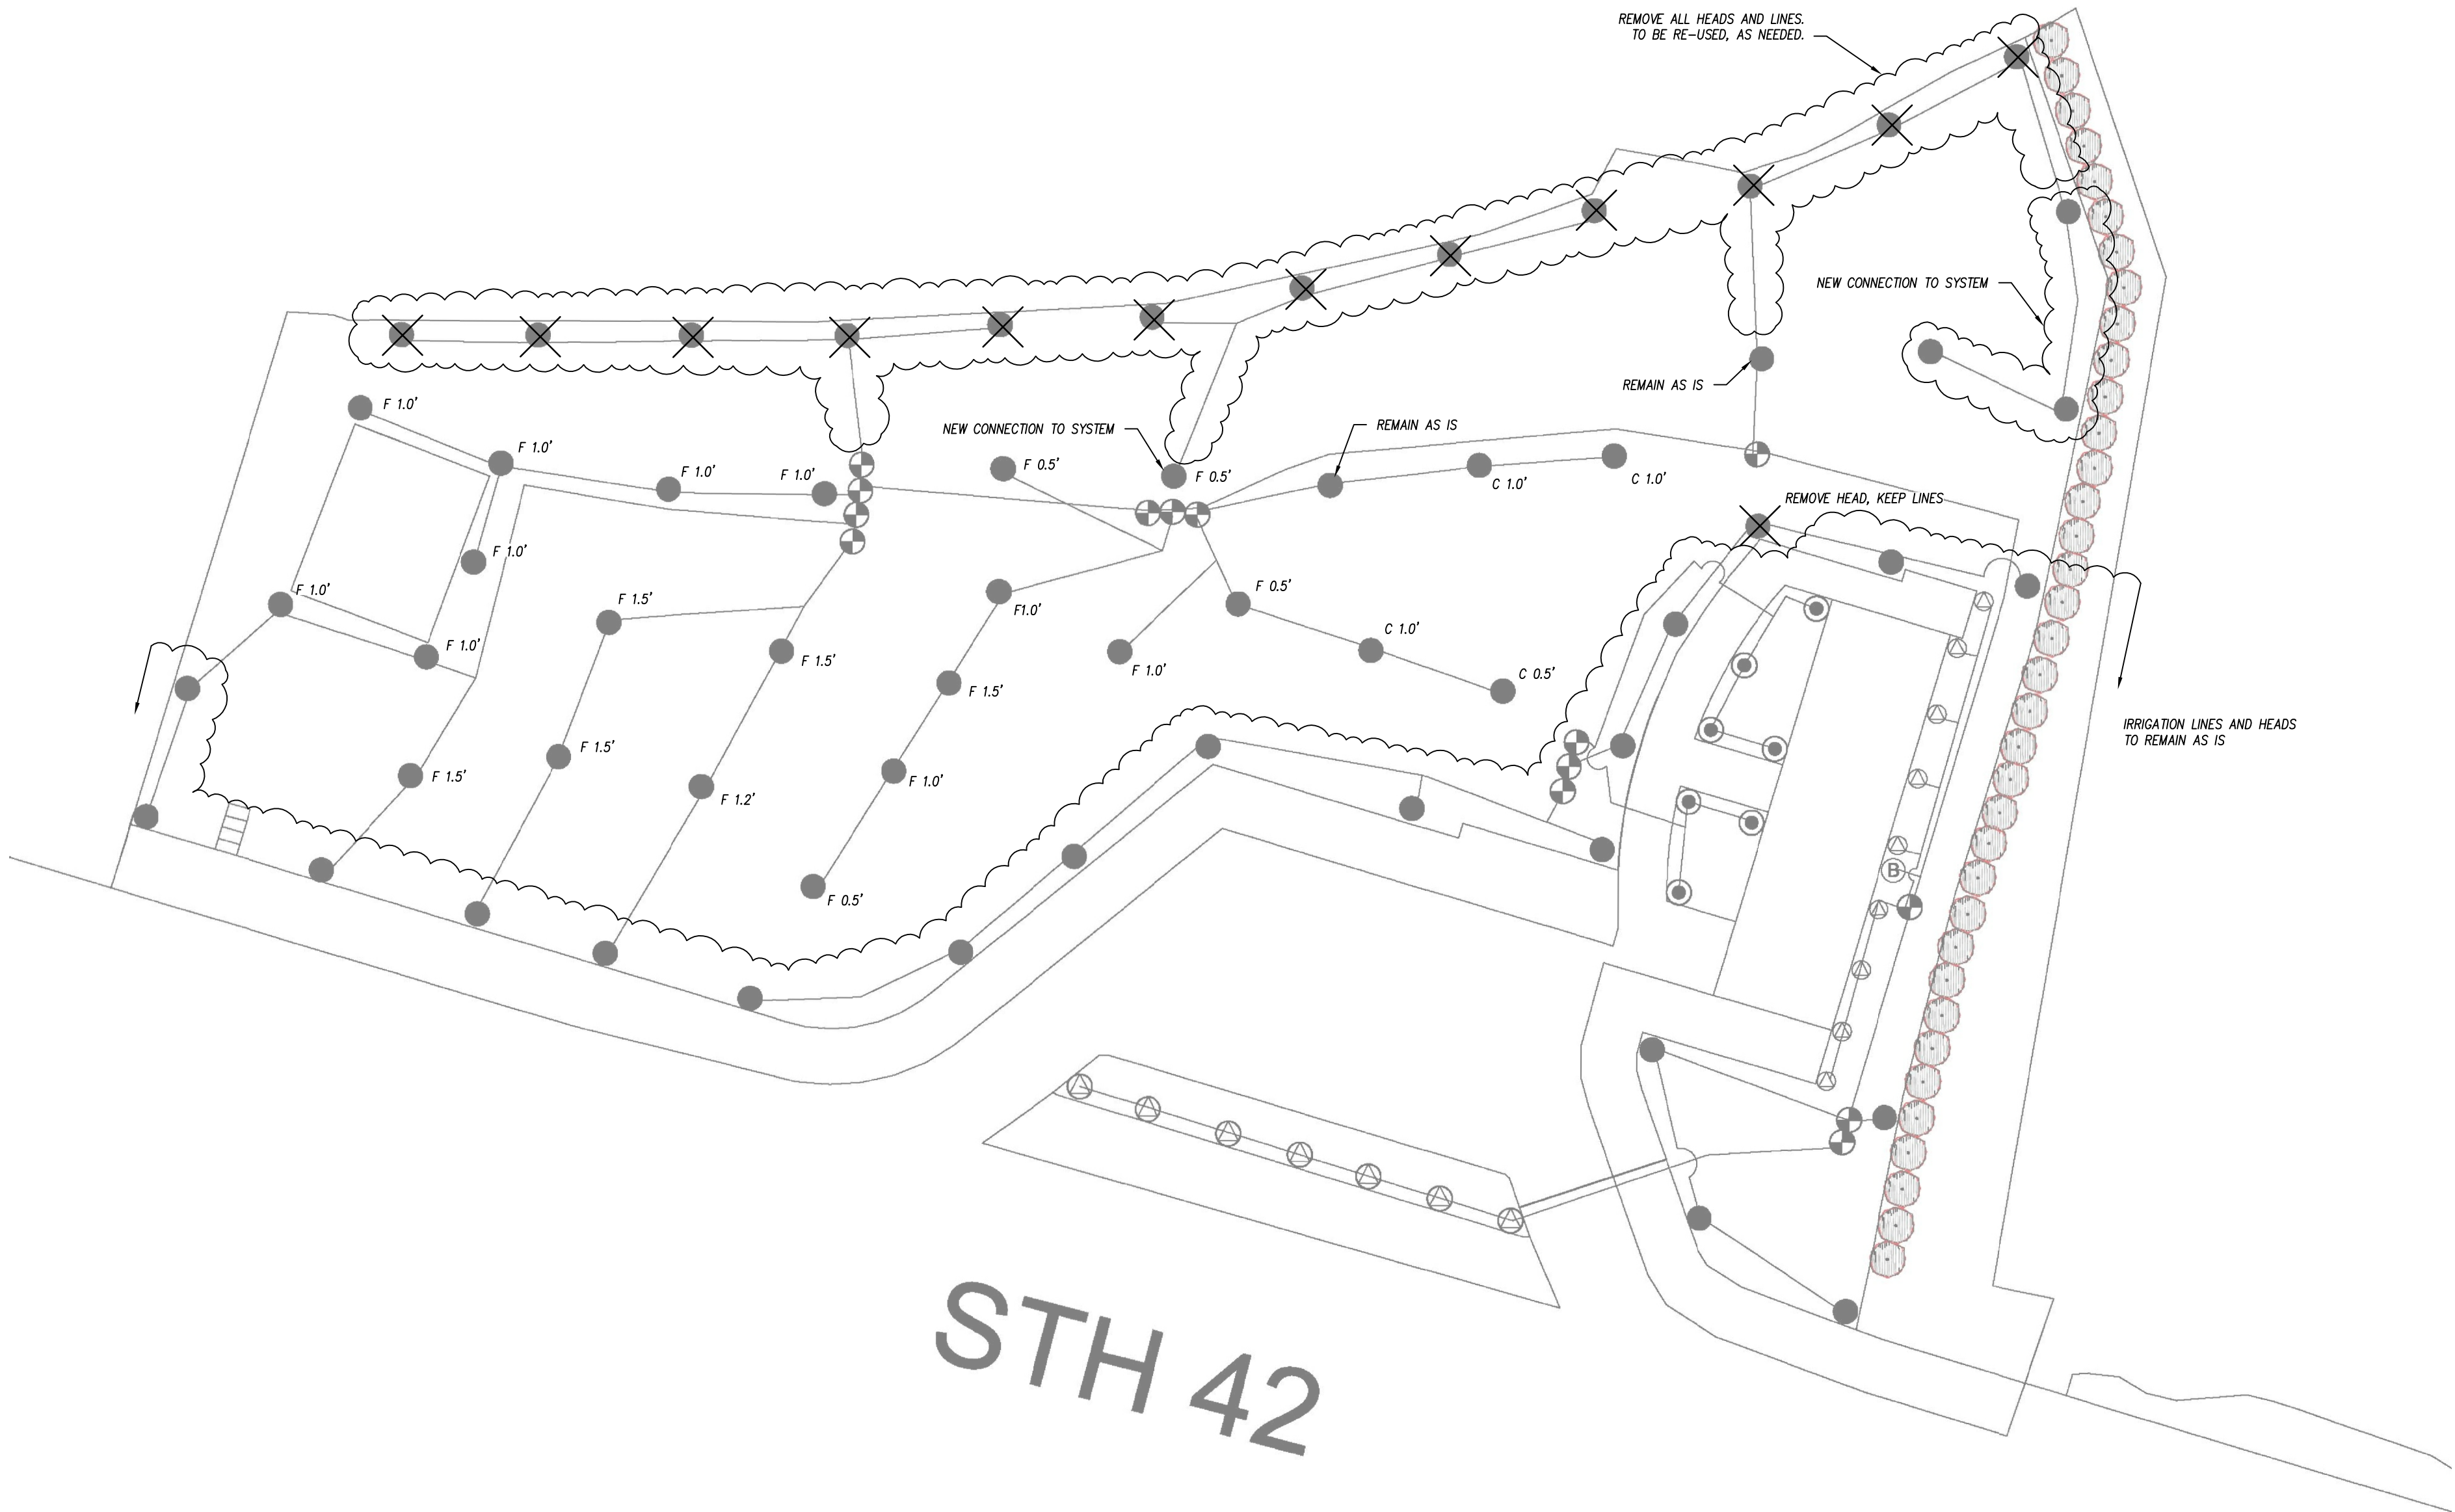 REMOVE ALL HEADS AND LINES.
TO BE RE-USED, AS NEEDED.
NEW CONNECTION TO SYSTEM
REMAIN AS IS
F 1.0'
NEW CONNECTION TO SYSTEM
REMAIN AS IS
F 1.0'
F 1.0'
F 1.0'
F 0.5'
F 0.5'
C 1.0'
C 1.0'
REMOVE HEAD, KEEP LINES
F 1.0'
F 1.0'
F 1.5'
F1.0'
F 0.5'
F 1.0'
F 1.5'
F 1.5'
F 1.0'
C 1.0'
C 0.5'
IRRIGATION LINES AND HEADS
TO REMAIN AS IS
F 1.5'
F 1.5'
F 1.2'
F 1.0'
F 0.5'
B
STH 42